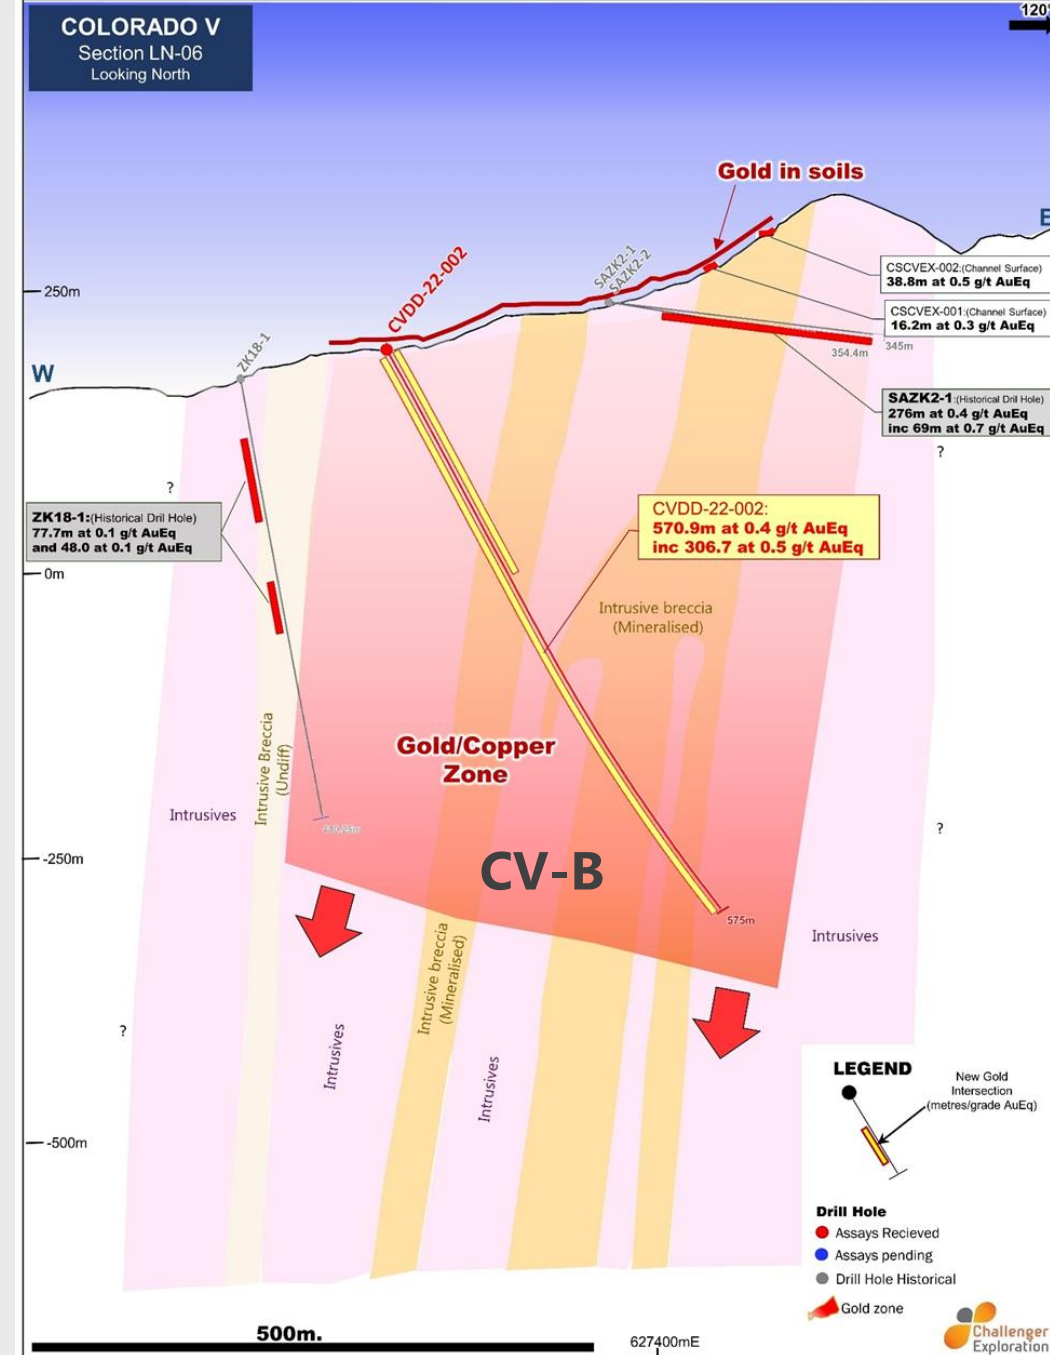 COLORADO V
Section LN-06
Looking North
120°
Gold in soils
E
W
CVDD-22-002
SAZK2-1
SAZK2-2
ZK18-1
250m
0m
-250m
-500m
CSCVEX-002:(Channel Surface)
38.8m at 0.5 g/t AuEq
CSCVEX-001:(Channel Surface)
16.2m at 0.3 g/t AuEq
354.4m
345m
SAZK2-1:(Historical Drill Hole)
276m at 0.4 g/t AuEq
inc 69m at 0.7 g/t AuEq
?
?
ZK18-1:(Historical Dril Hole)
77.7m at 0.1 g/t AuEq
and 48.0 at 0.1 g/t AuEq
CVDD-22-002:
570.9m at 0.4 g/t AuEq
inc 306.7 at 0.5 g/t AuEq
Intrusive breccia
(Mineralised)
Gold/Copper
Zone
Intrusive Breccia
(Undiff)
Intrusives
?
CV-B
575m
Intrusives
Intrusive breccia
(Mineralised)
?
Intrusives
Intrusives
LEGEND
New Gold
Intersection
(metres/grade AuEq)
Drill Hole
Assays Recieved
Assays pending
Drill Hole Historical
Gold zone
500m.
627400mE
Challenger
Exploration